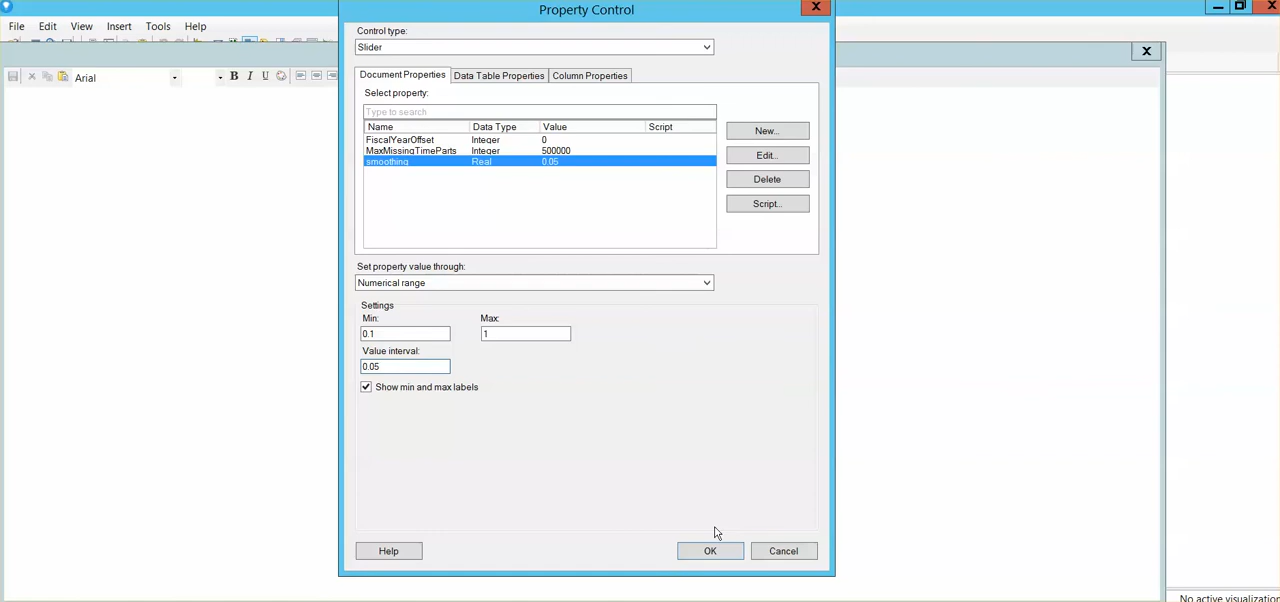 Property Control
X
X
File Edit View Insert Tools Help
Control type:
Slider
X
Arial
B I U
Document Properties Data Table Properties Column Properties
Select property:
Type to search
Name Data Type Value Script
FiscalYearOffset Integer 0
MaxMissingTimeParts Integer 500000
smoothing Real 0.05
New...
Edit...
Delete
Script...
Set property value through:
Numerical range
Settings
Min: Max:
0.1 1
Value interval:
0.05
Show min and max labels
Help OK Cancel
No active visualizatio